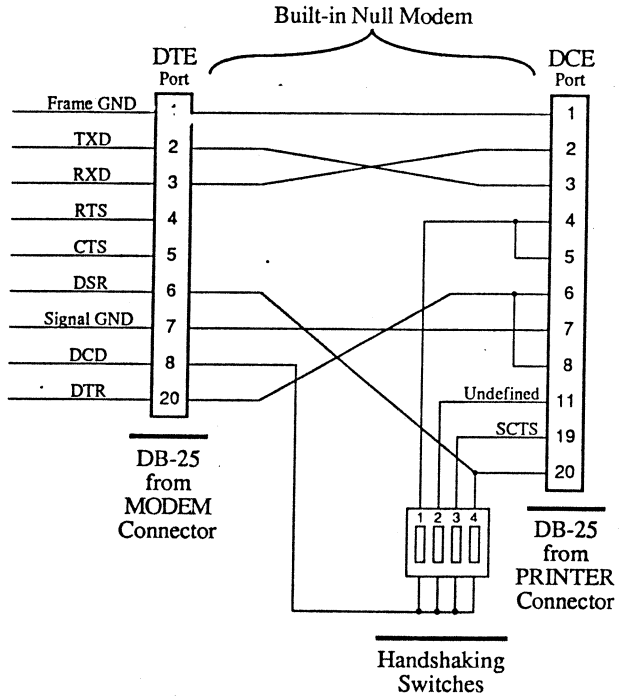 Built-in Null Modem
DTE
Port
DCE
Port
Frame GND 1 1
TXD 2 2
RXD 3 3
RTS 4 4
CTS 5 5
DSR 6 6
Signal GND 7 7
DCD 8 8
DTR 20 Undefined 11
SCTS 19
20
1 2 3 4
DB-25
from
MODEM
Connector
DB-25
from
PRINTER
Connector
Handshaking
Switches